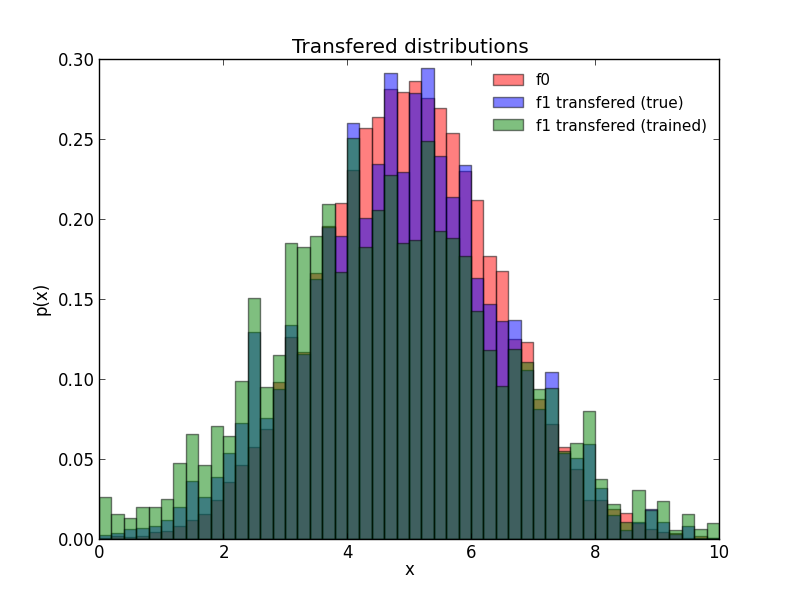 Transfered distributions
f0
f1 transfered (true)
f1 transfered (trained)
p(x)
0.30
0.25
0.20
0.15
0.10
0.05
0.00
0 2 4 6 8 10
x